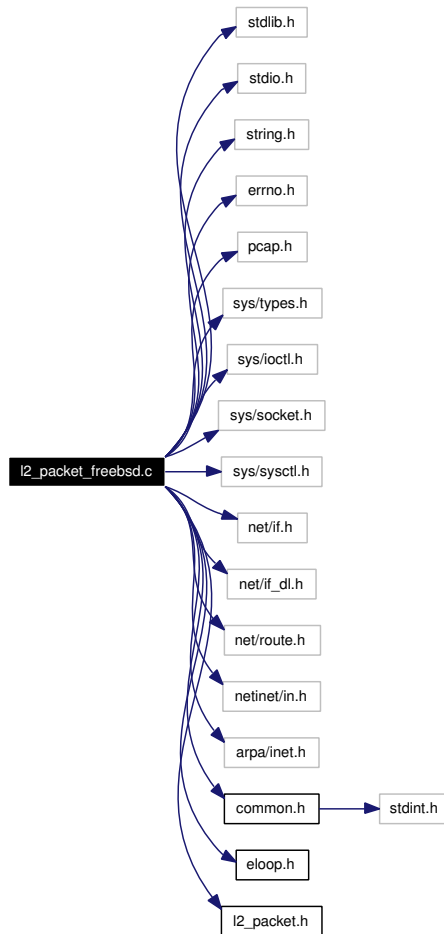 stdlib.h
stdio.h
string.h
errno.h
pcap.h
sys/types.h
sys/ioctl.h
sys/socket.h
l2_packet_freebsd.c
sys/sysctl.h
net/if.h
net/if_dl.h
net/route.h
netinet/in.h
arpa/inet.h
common.h
stdint.h
eloop.h
l2_packet.h